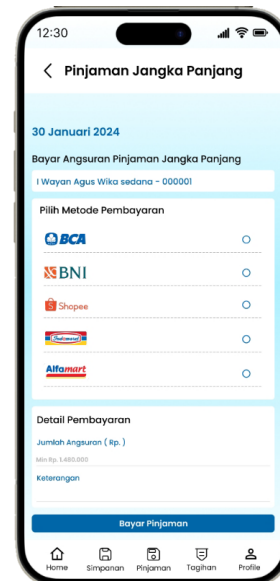 12:30
Pinjaman Jangka Panjang
30 Januari 2024
Bayar Angsuran Pinjaman Jangka Panjang
I Wayan Agus Wika sedana - 000001
Pilih Metode Pembayaran
BCA
BNI
Shopee
Indomaret
Alfamart
Detail Pembayaran
Jumlah Angsuran ( Rp. )
Min Rp. 1.480.000
Keterangan
Bayar Pinjaman
Home Simpanan Pinjaman Tagihan Profile